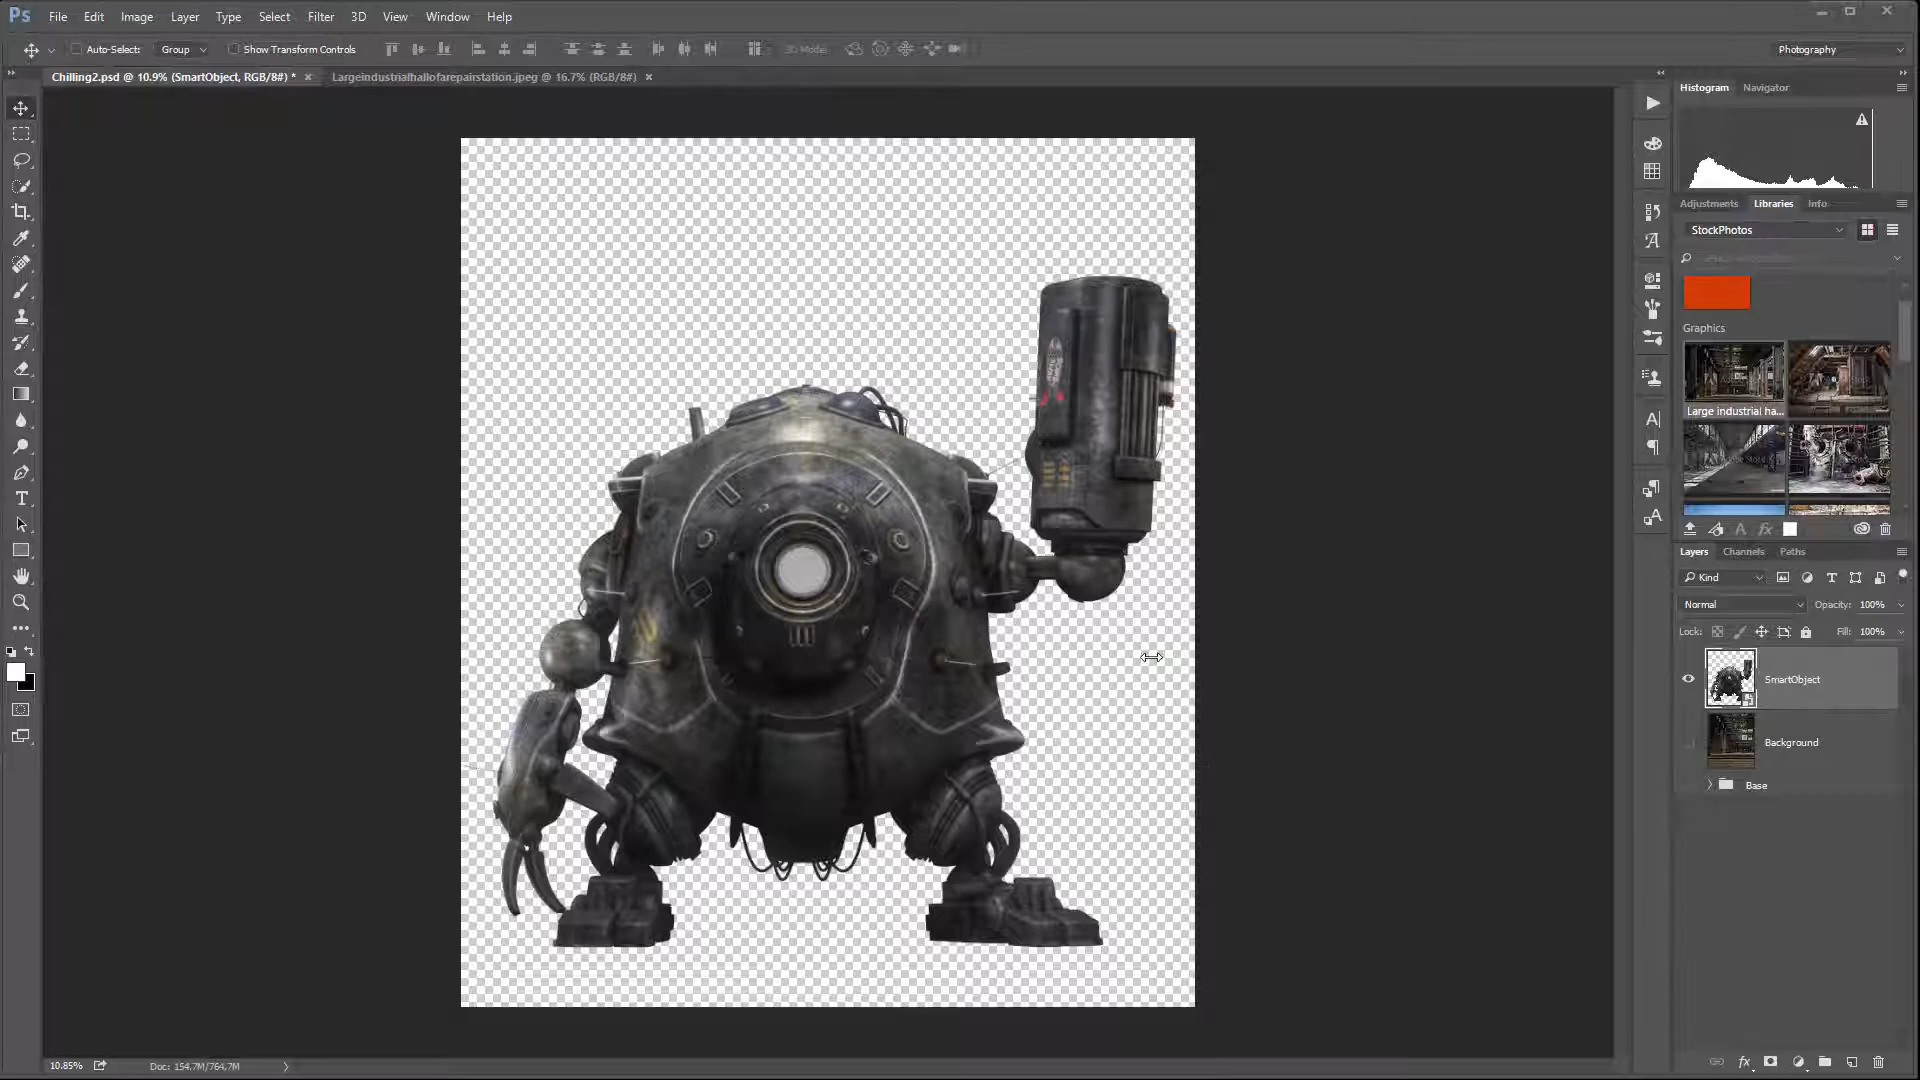 Ps File Edit Image Layer Type Select Filter 3D View Window Help
Auto-Select: Group Show Transform Controls 3D Mode: Photography
Chilling2.psd @ 10.9% (SmartObject, RGB/8#) * × Largeindustrialhallofarepairstation.jpeg @ 16.7% (RGB/8#) ×
Histogram Navigator
Adjustments Libraries Info
StockPhotos
Graphics
Large industrial ha...
Layers Channels Paths
Kind
Normal Opacity: 100%
Lock: Fill: 100%
SmartObject
Background
Base
10.85% Doc: 154.7M/764.7M